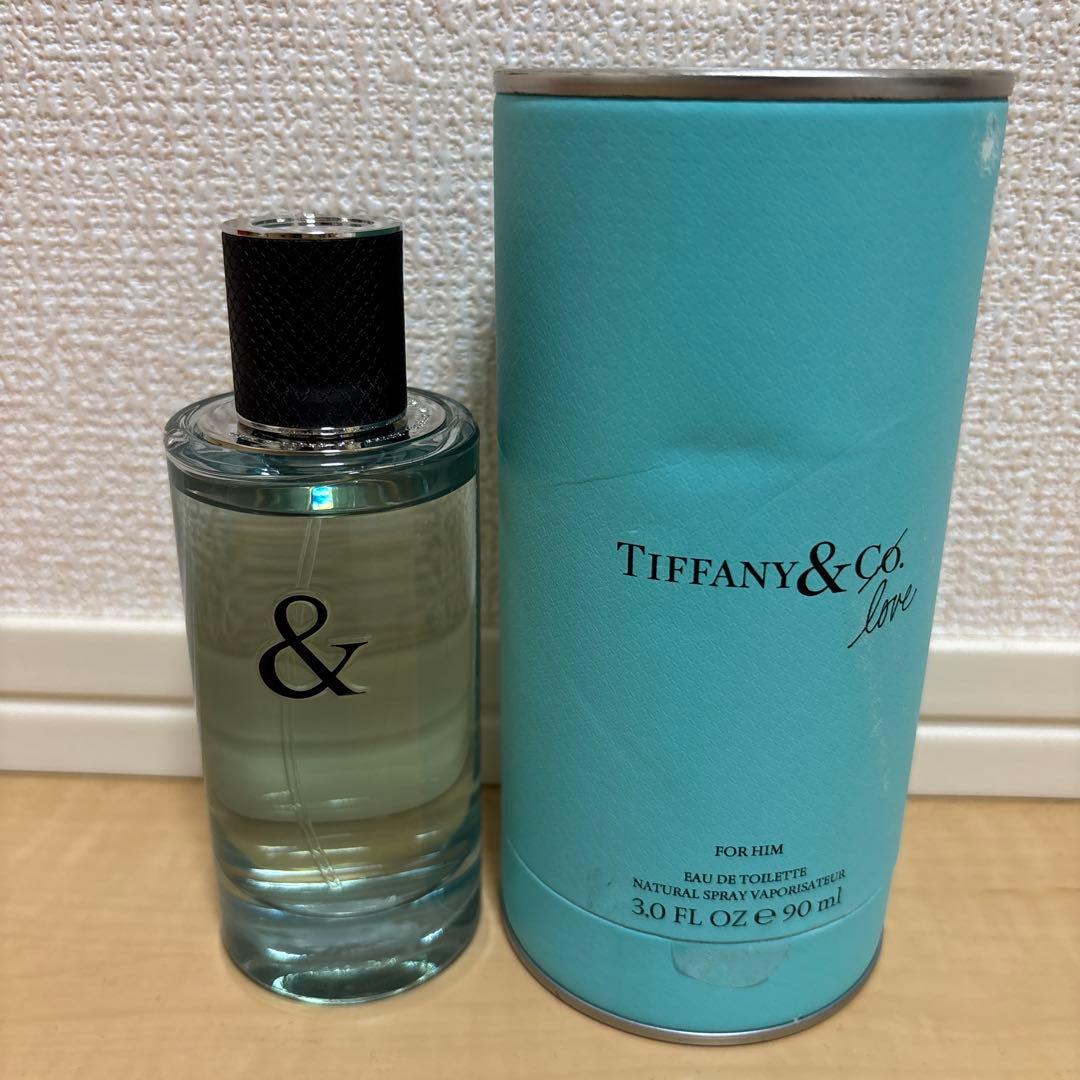 &
TIFFANY & CO.
love
FOR HIM
EAU DE TOILETTE
NATURAL SPRAY VAPORISATEUR
3.0 FL OZ ℮ 90 ml